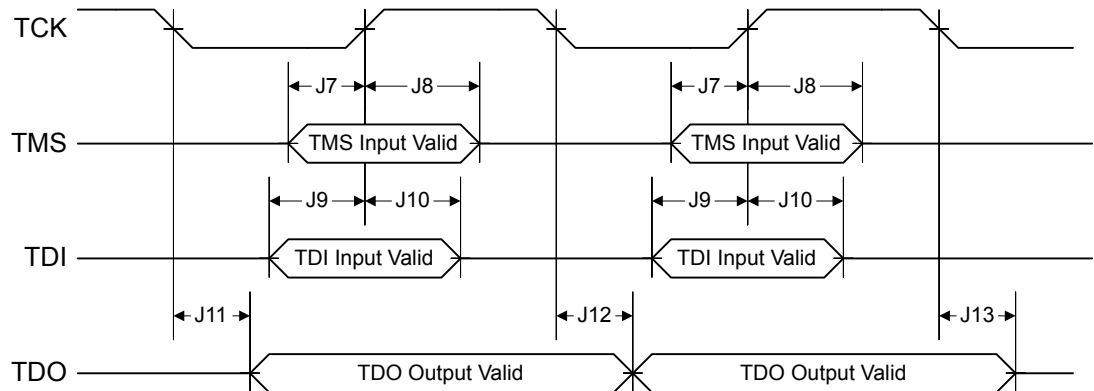 TCK
J7 J8 J7 J8
TMS TMS Input Valid TMS Input Valid
J9 J10 J9 J10
TDI TDI Input Valid TDI Input Valid
J11 J12 J13
TDO TDO Output Valid TDO Output Valid